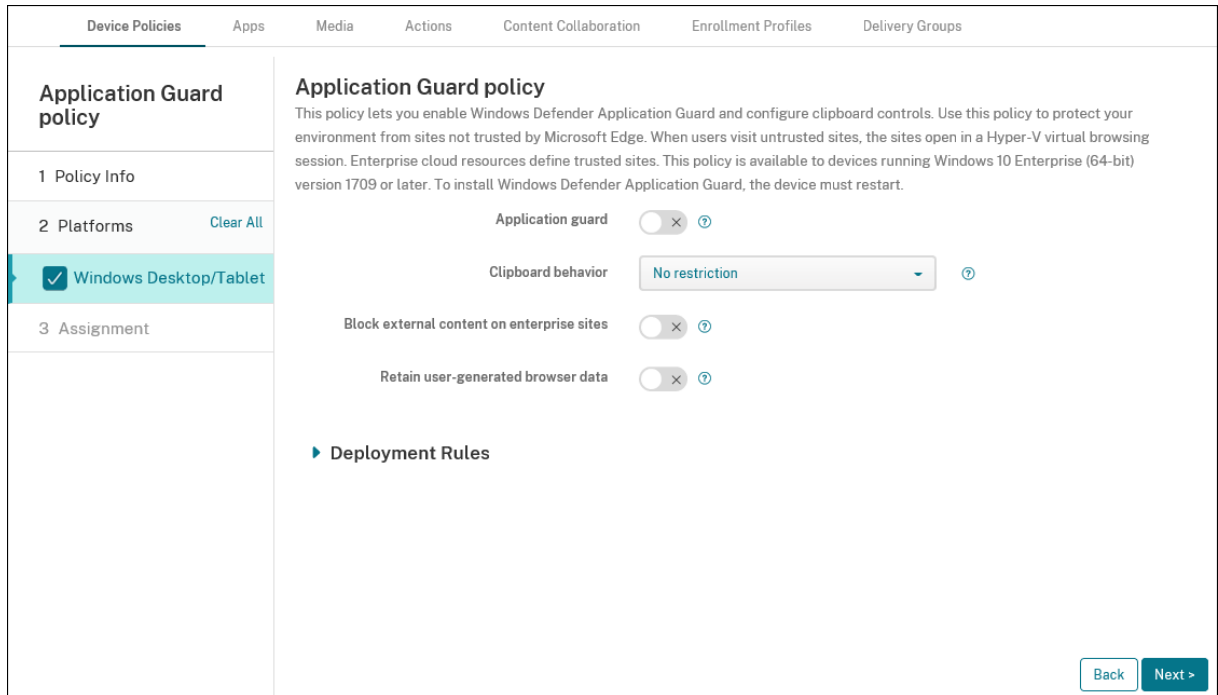 Device Policies Apps Media Actions Content Collaboration Enrollment Profiles Delivery Groups
Application Guard
policy
1 Policy Info
2 Platforms Clear All
Windows Desktop/Tablet
3 Assignment
Application Guard policy
This policy lets you enable Windows Defender Application Guard and configure clipboard controls. Use this policy to protect your
environment from sites not trusted by Microsoft Edge. When users visit untrusted sites, the sites open in a Hyper-V virtual browsing
session. Enterprise cloud resources define trusted sites. This policy is available to devices running Windows 10 Enterprise (64-bit)
version 1709 or later. To install Windows Defender Application Guard, the device must restart.
Application guard
Clipboard behavior No restriction
Block external content on enterprise sites
Retain user-generated browser data
Deployment Rules
Back Next >